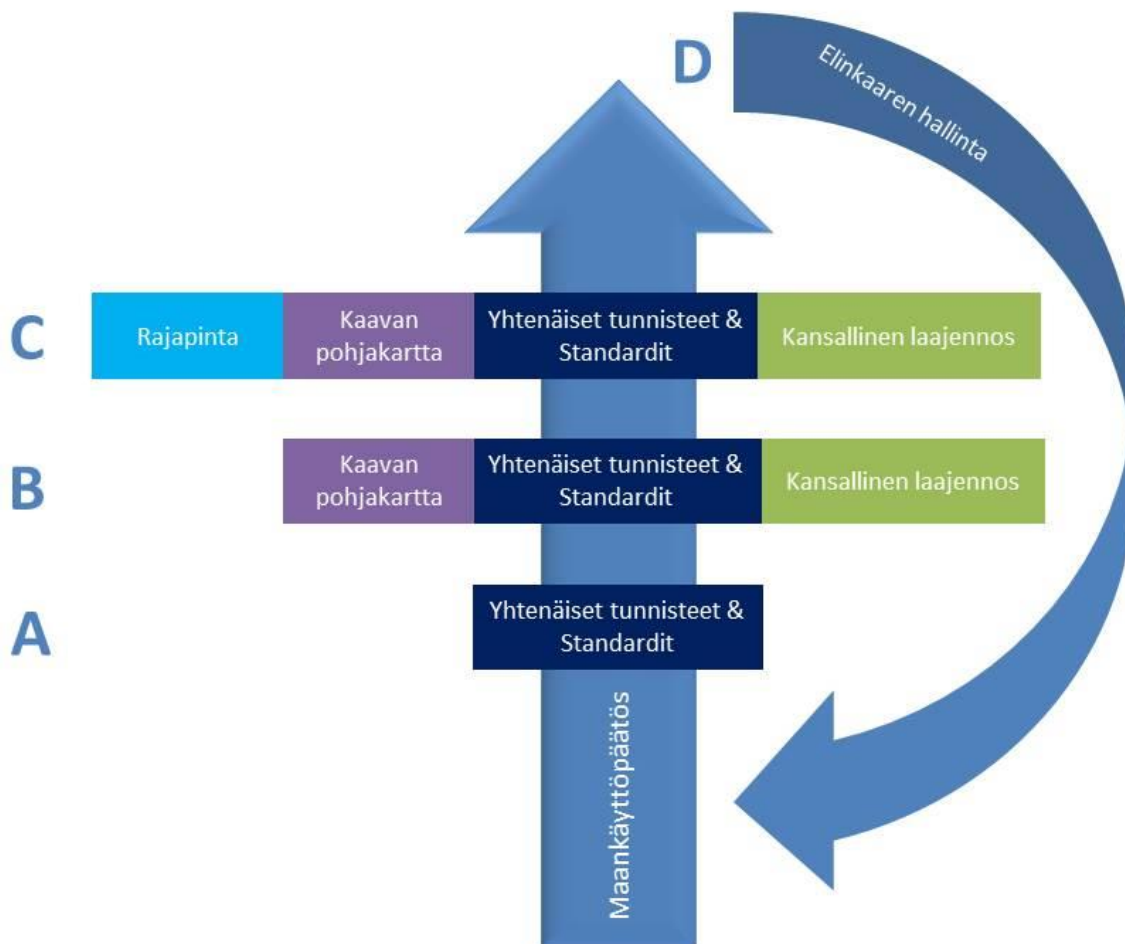 D
Elinkaaren hallinta
C
Rajapinta
Kaavan
pohjakartta
Yhtenäiset tunnisteet &
Standardit
Kansallinen laajennos
B
Kaavan
pohjakartta
Yhtenäiset tunnisteet &
Standardit
Kansallinen laajennos
A
Yhtenäiset tunnisteet &
Standardit
Maankäyttöpäätös